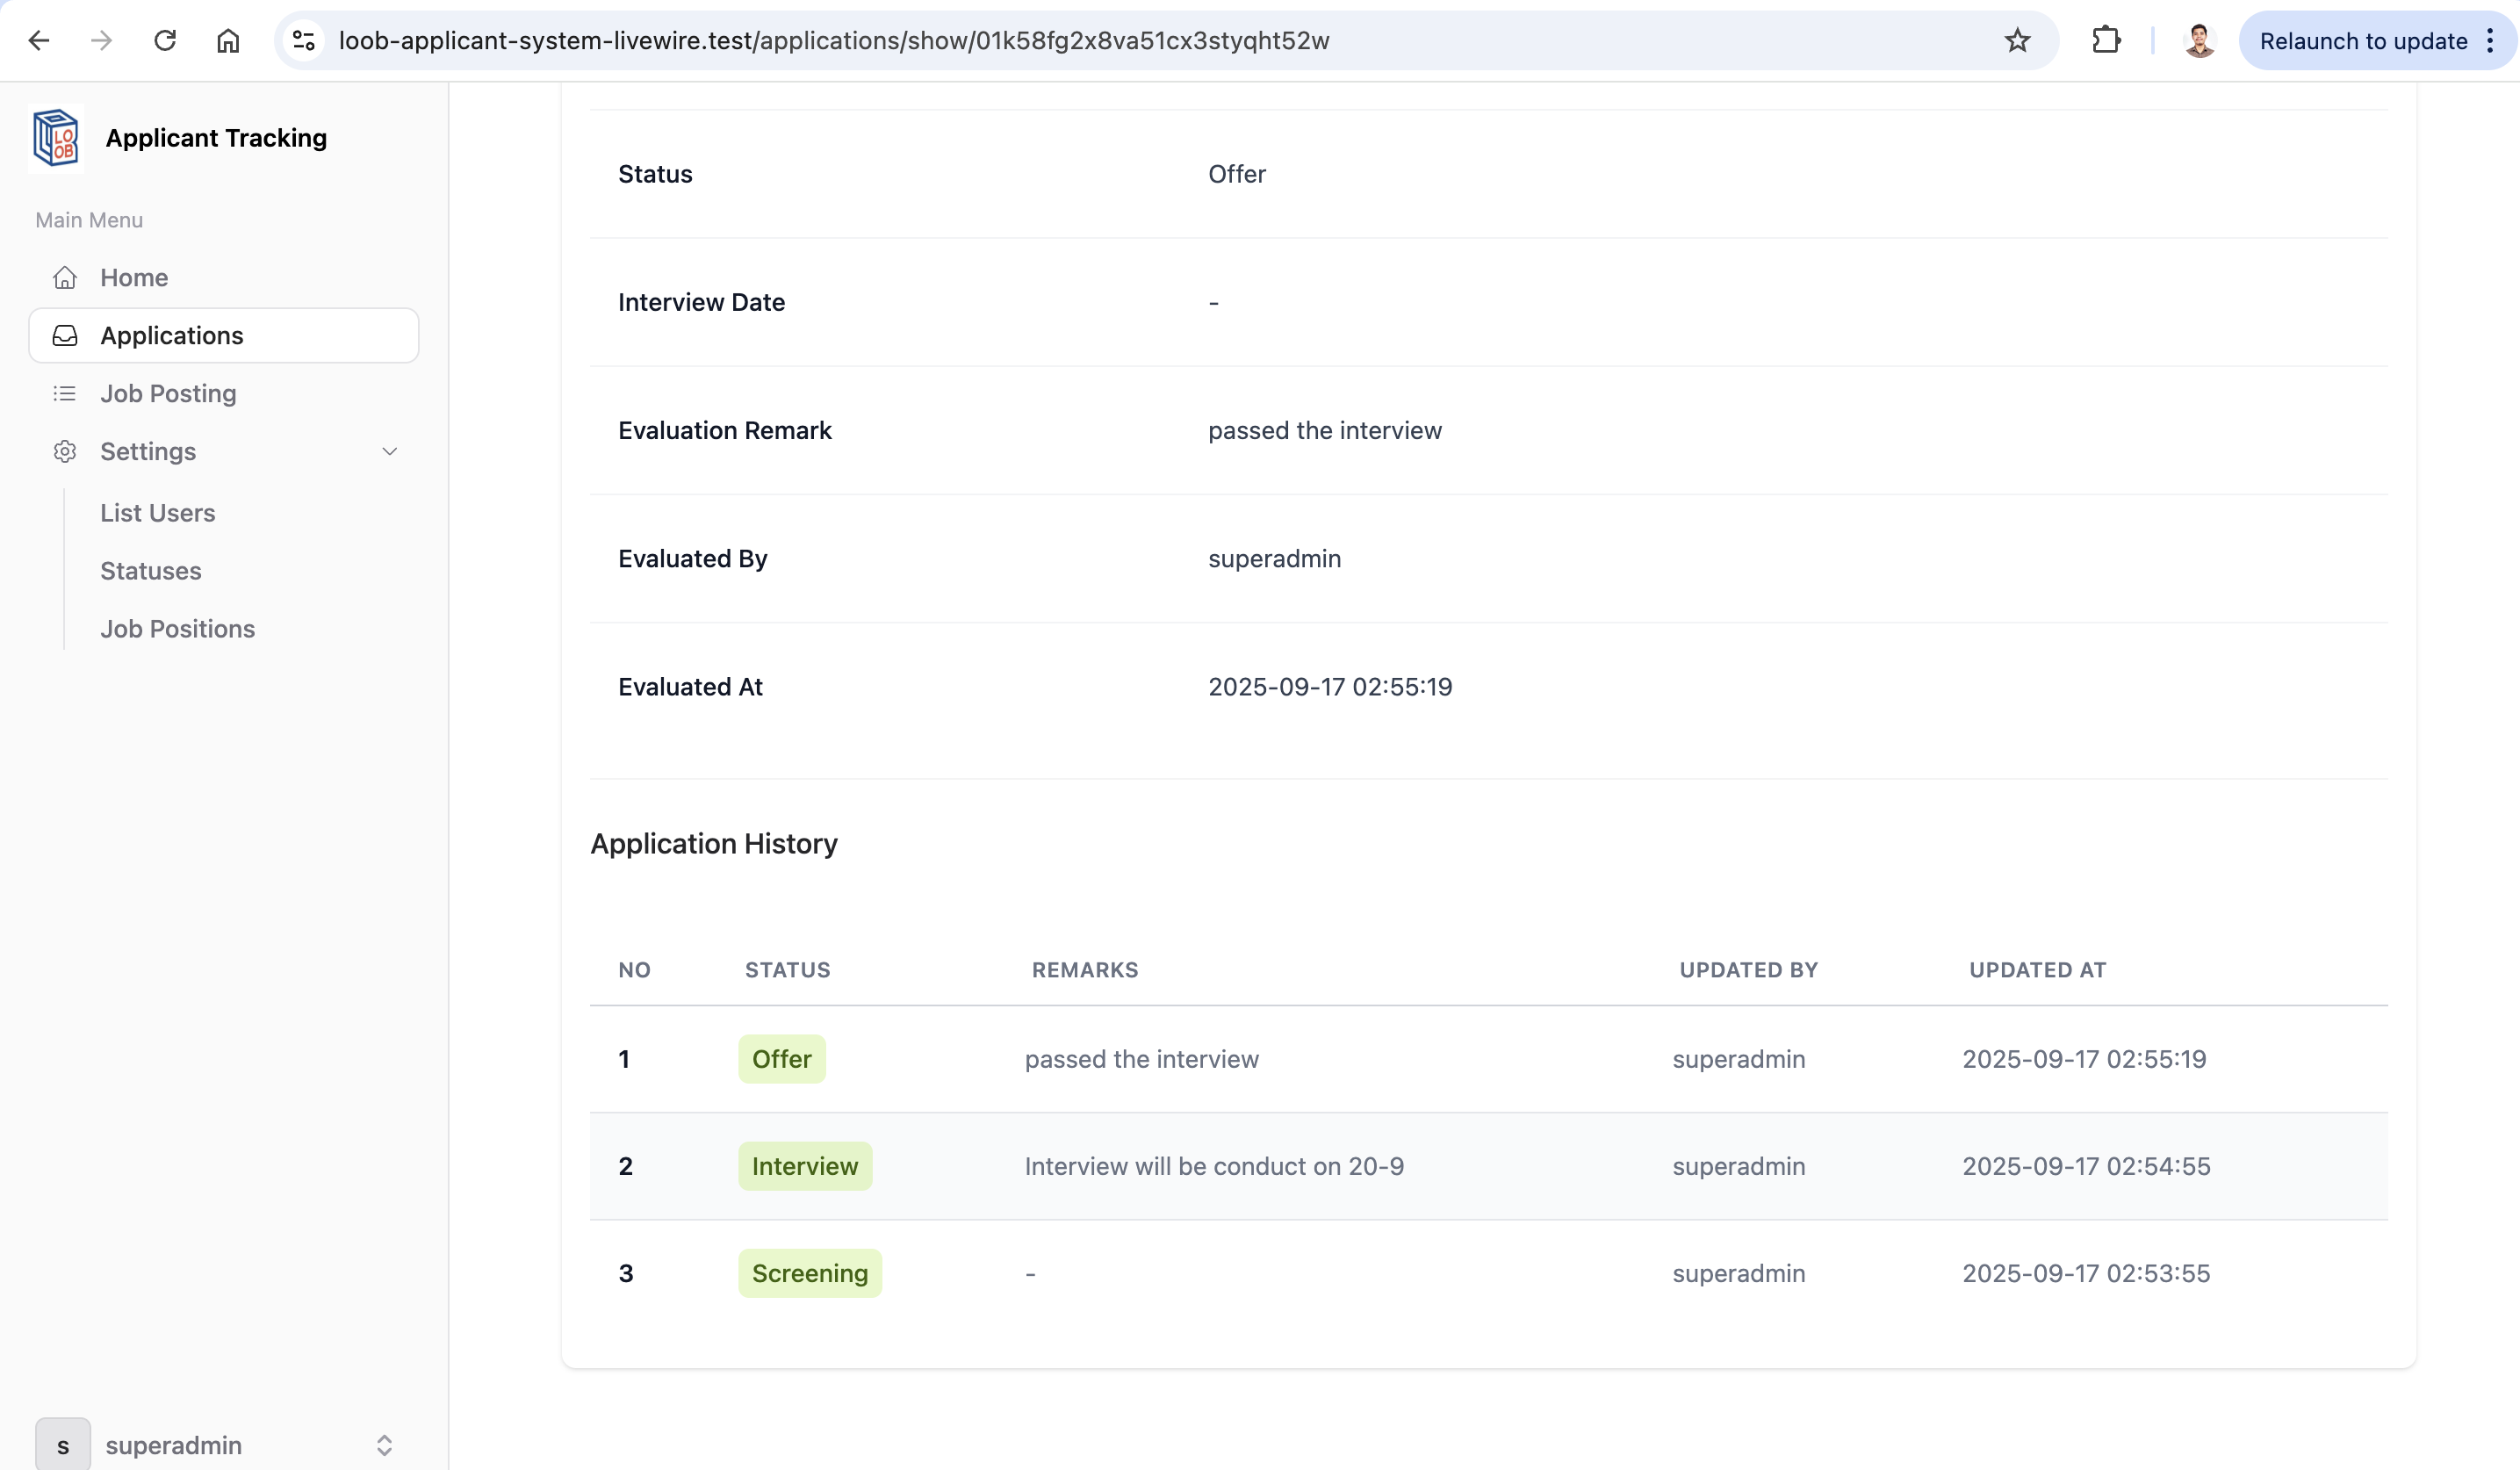 loob-applicant-system-livewire.test/applications/show/01k58fg2x8va51cx3styqht52w
Relaunch to update
LO
OB
Applicant Tracking
Main Menu
Home
Applications
Job Posting
Settings
List Users
Statuses
Job Positions
s superadmin
Status Offer
Interview Date -
Evaluation Remark passed the interview
Evaluated By superadmin
Evaluated At 2025-09-17 02:55:19
Application History
NO STATUS REMARKS UPDATED BY UPDATED AT
1 Offer passed the interview superadmin 2025-09-17 02:55:19
2 Interview Interview will be conduct on 20-9 superadmin 2025-09-17 02:54:55
3 Screening - superadmin 2025-09-17 02:53:55